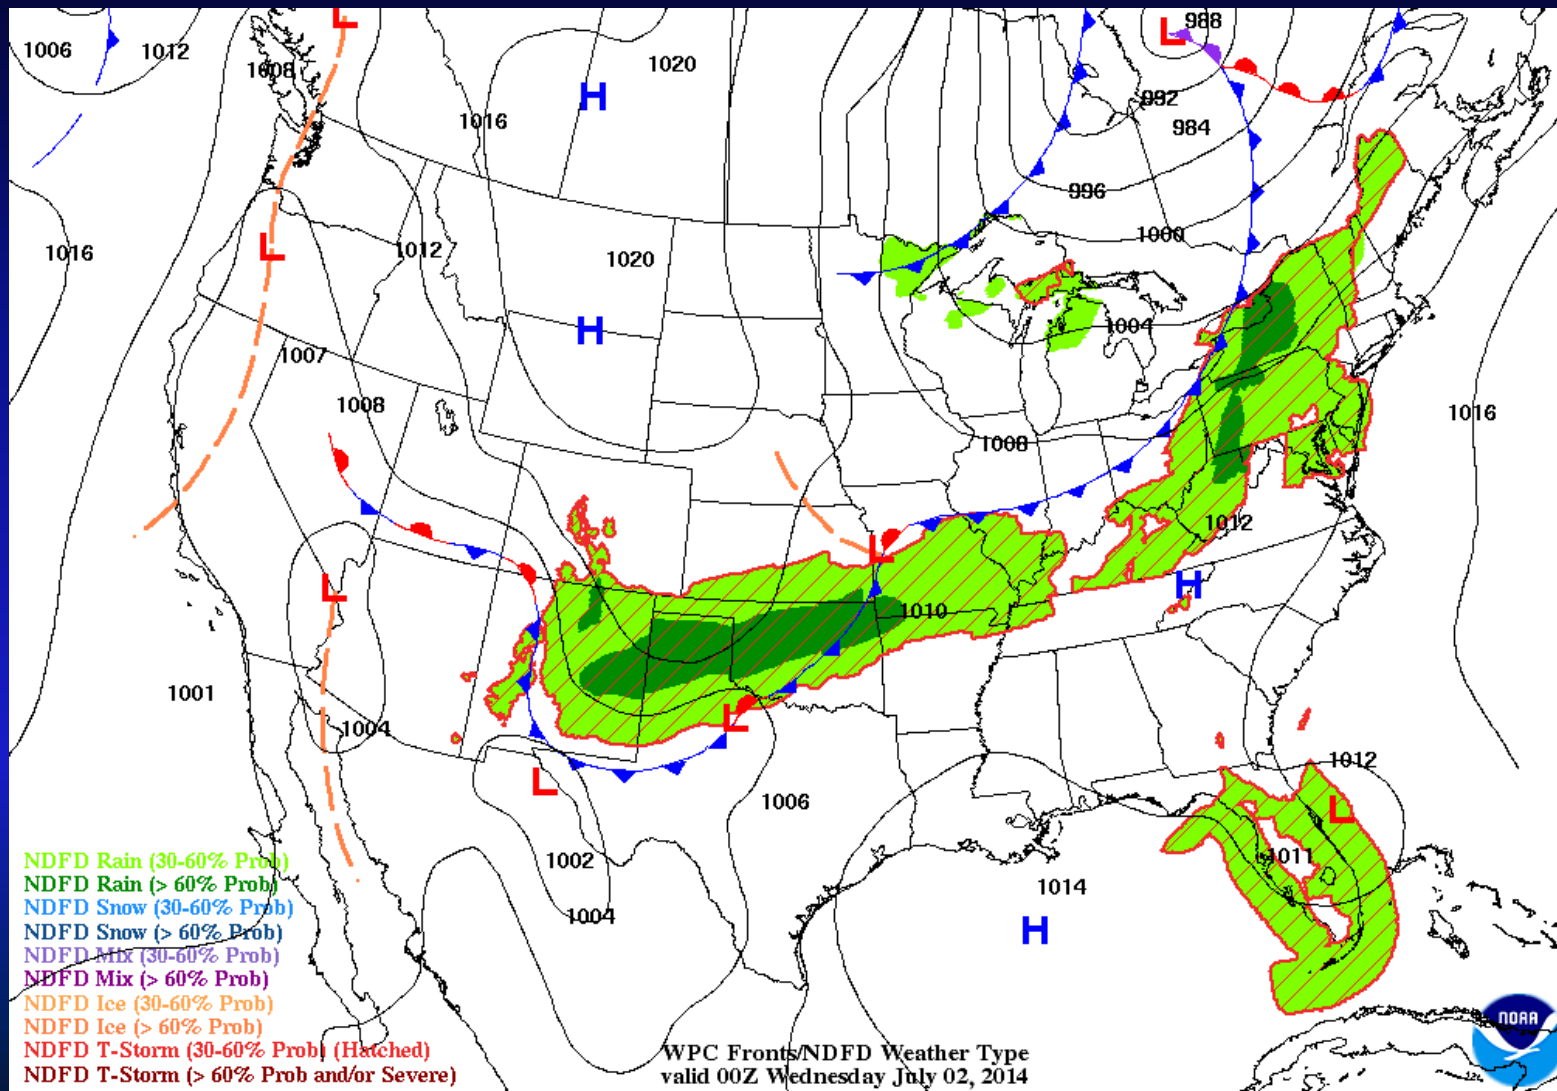 L
988
1006
1012
L
1008
1020
H
992
1016
984
996
1000
1016
L
1012
1020
H
1004
1007
1008
1016
1008
1012
L
L
H
1010
1001
L
1004
1012
L
1006
L
1002
1011
1014
1004
H
NDFD Rain (30-60% Prob)
NDFD Rain (> 60% Prob)
NDFD Snow (30-60% Prob)
NDFD Snow (> 60% Prob)
NDFD Mix (30-60% Prob)
NDFD Mix (> 60% Prob)
NDFD Ice (30-60% Prob)
NDFD Ice (> 60% Prob)
NDFD T-Storm (30-60% Prob) (Hatched)
NDFD T-Storm (> 60% Prob and/or Severe)
WPC Fronts/NDFD Weather Type
valid 00Z Wednesday July 02, 2014
NOAA